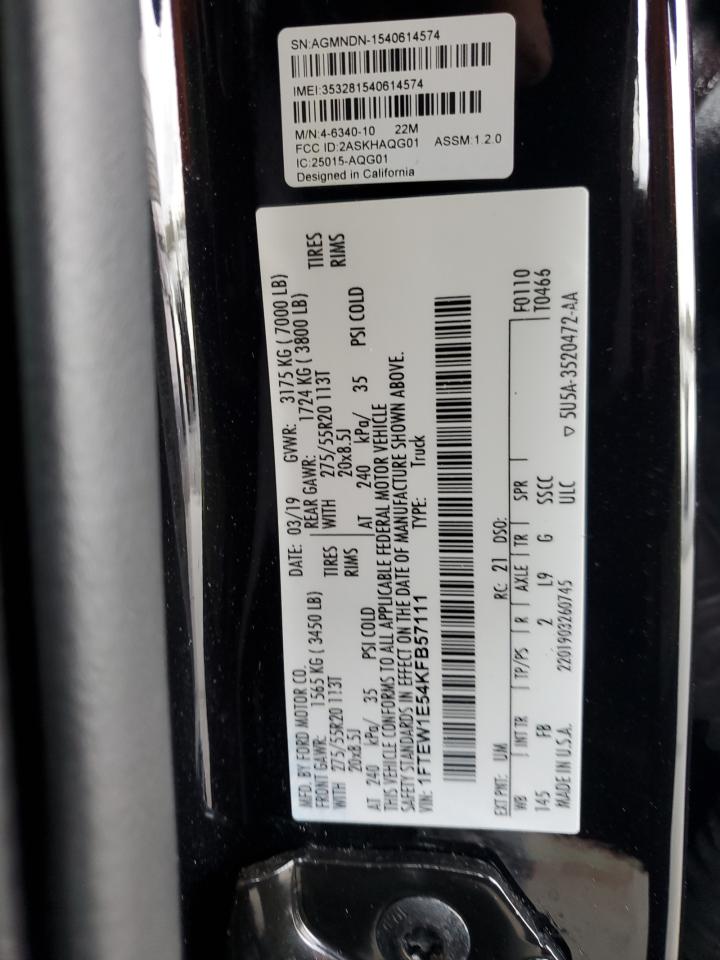 SN:AGMNDN-1540614574
IMEI:353281540614574
M/N:4-6340-10 22M
FCC ID:2ASKHAQG01 ASSM:1.2.0
IC:25015-AQG01
Designed in California
MFD. BY FORD MOTOR CO.
DATE: 03/19 GVWR: 3175 KG ( 7000 LB)
FRONT GAWR: 1565 KG ( 3450 LB) REAR GAWR: 1724 KG ( 3800 LB)
WITH 275/55R20 113T TIRES WITH 275/55R20 113T TIRES
20x8.5J RIMS 20x8.5J RIMS
AT 240 kPa/ 35 PSI COLD AT 240 kPa/ 35 PSI COLD
THIS VEHICLE CONFORMS TO ALL APPLICABLE FEDERAL MOTOR VEHICLE
SAFETY STANDARDS IN EFFECT ON THE DATE OF MANUFACTURE SHOWN ABOVE.
VIN: 1FTEW1E54KFB57111 TYPE: Truck
EXT PNT: UM RC: 21 DSO: F0110
WB INT TR TP/PS R AXLE TR SPR T0466
145 FB 2 L9 G SSCC
MADE IN U.S.A. 2201903260745 ULC ▽ 5U5A-3520472-AA